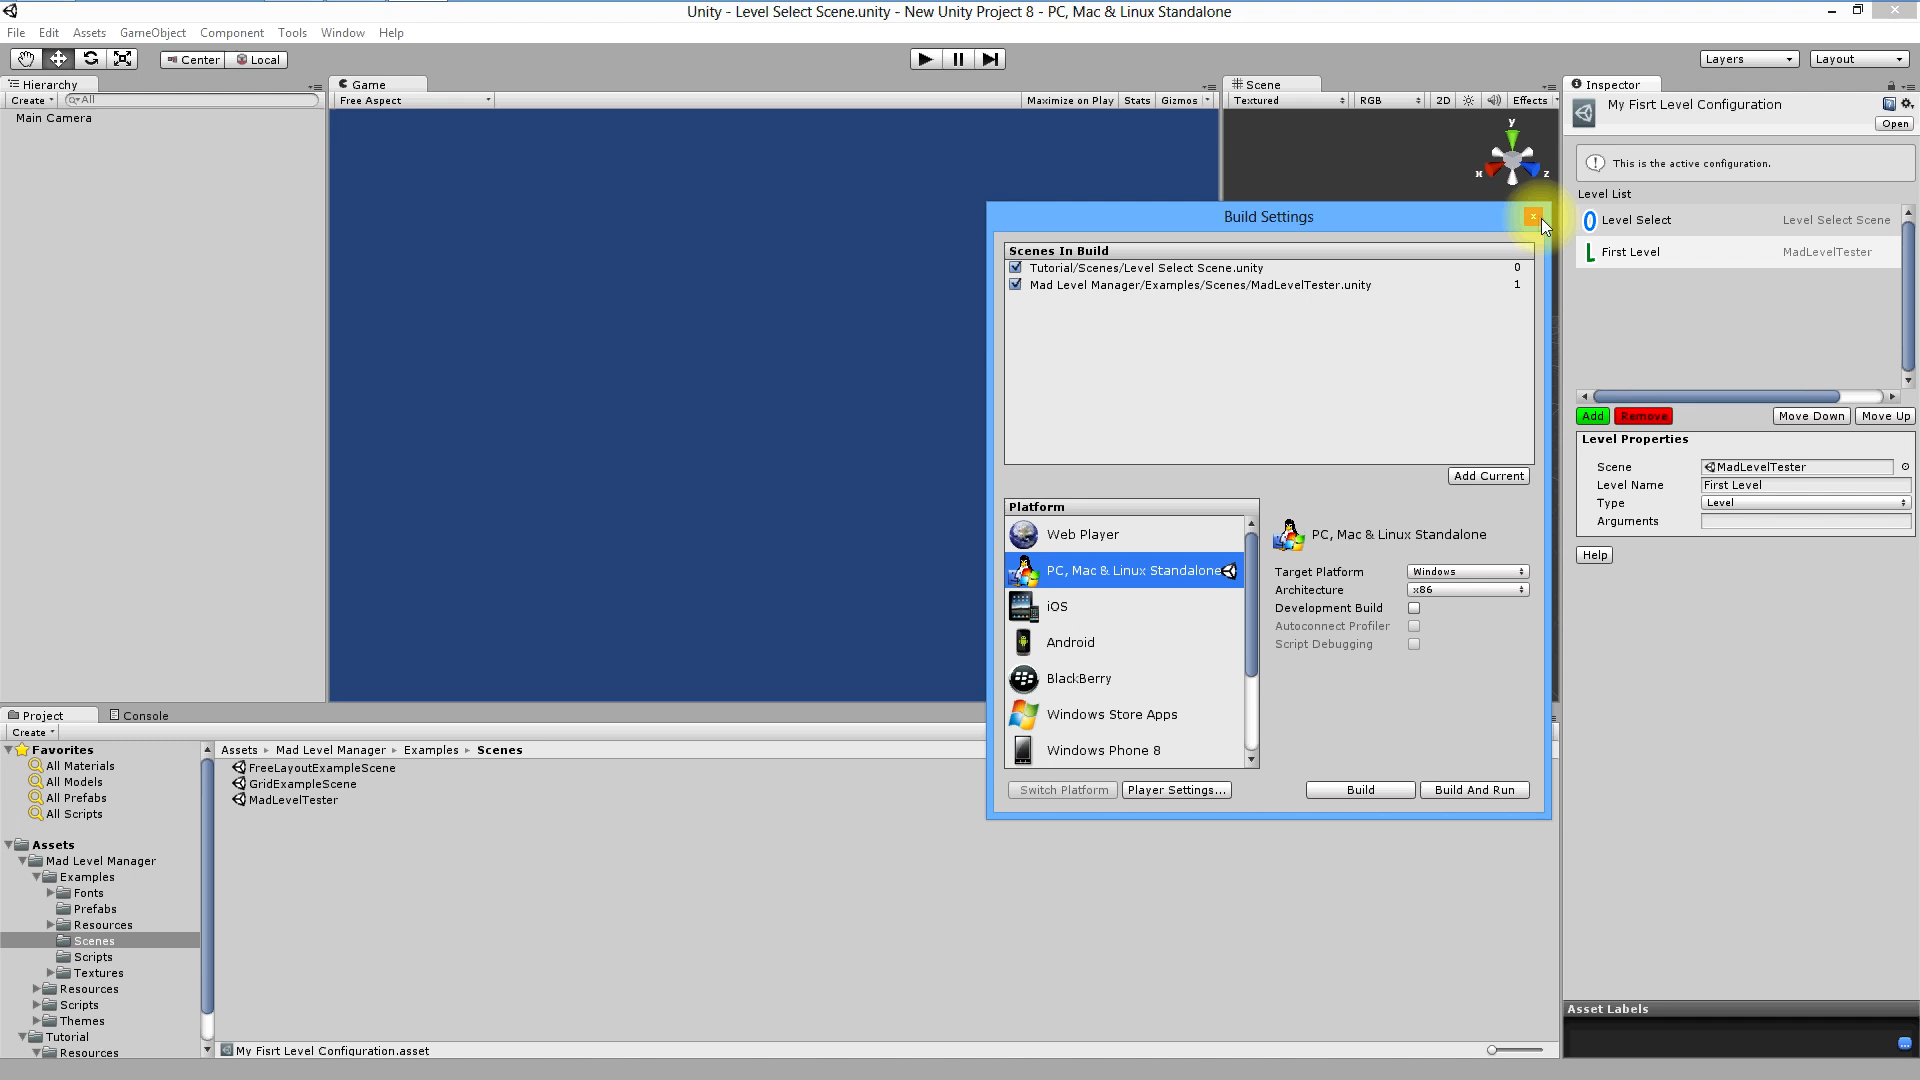 Unity - Level Select Scene.unity - New Unity Project 8 - PC, Mac & Linux Standalone
File Edit Assets GameObject Component Tools Window Help
Center Local
Layers Layout
Hierarchy
Create All
Main Camera
Game
Free Aspect Maximize on Play Stats Gizmos
Scene
Textured RGB 2D Effects
y
x z
Inspector
My Fisrt Level Configuration
Open
This is the active configuration.
Level List
Level Select Level Select Scene
First Level MadLevelTester
Add Remove Move Down Move Up
Level Properties
Scene MadLevelTester
Level Name First Level
Type Level
Arguments
Help
Build Settings
x
Scenes In Build
Tutorial/Scenes/Level Select Scene.unity 0
Mad Level Manager/Examples/Scenes/MadLevelTester.unity 1
Add Current
Platform
Web Player
PC, Mac & Linux Standalone
iOS
Android
BlackBerry
Windows Store Apps
Windows Phone 8
PC, Mac & Linux Standalone
Target Platform Windows
Architecture x86
Development Build
Autoconnect Profiler
Script Debugging
Switch Platform Player Settings... Build Build And Run
Project Console
Create
Favorites
All Materials
All Models
All Prefabs
All Scripts
Assets
Mad Level Manager
Examples
Fonts
Prefabs
Resources
Scenes
Scripts
Textures
Resources
Scripts
Themes
Tutorial
Resources
Assets Mad Level Manager Examples Scenes
FreeLayoutExampleScene
GridExampleScene
MadLevelTester
My Fisrt Level Configuration.asset
Asset Labels